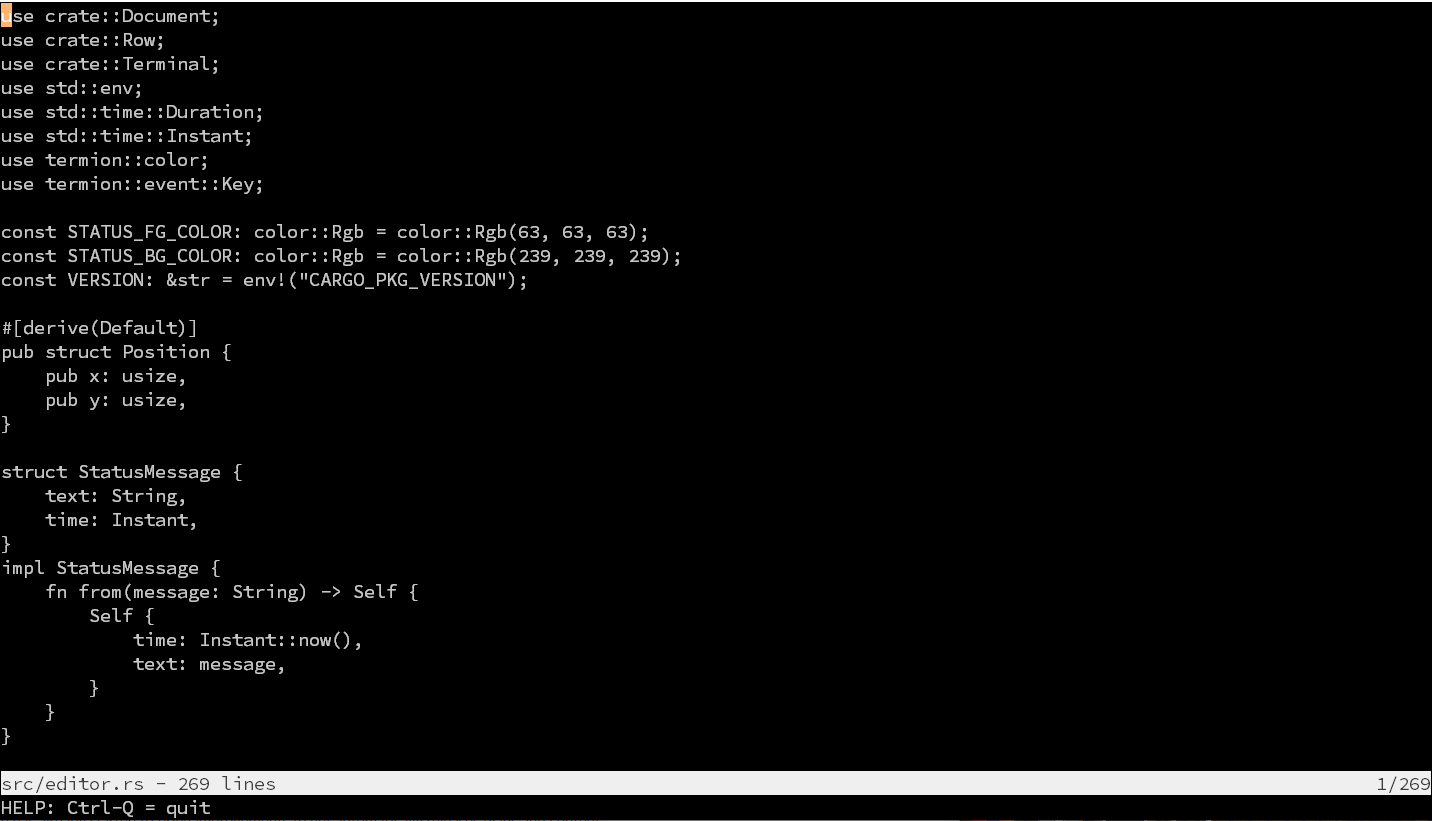 use crate::Document;
use crate::Row;
use crate::Terminal;
use std::env;
use std::time::Duration;
use std::time::Instant;
use termion::color;
use termion::event::Key;

const STATUS_FG_COLOR: color::Rgb = color::Rgb(63, 63, 63);
const STATUS_BG_COLOR: color::Rgb = color::Rgb(239, 239, 239);
const VERSION: &str = env!("CARGO_PKG_VERSION");

#[derive(Default)]
pub struct Position {
    pub x: usize,
    pub y: usize,
}

struct StatusMessage {
    text: String,
    time: Instant,
}
impl StatusMessage {
    fn from(message: String) -> Self {
        Self {
            time: Instant::now(),
            text: message,
        }
    }
}

src/editor.rs - 269 lines 1/269
HELP: Ctrl-Q = quit